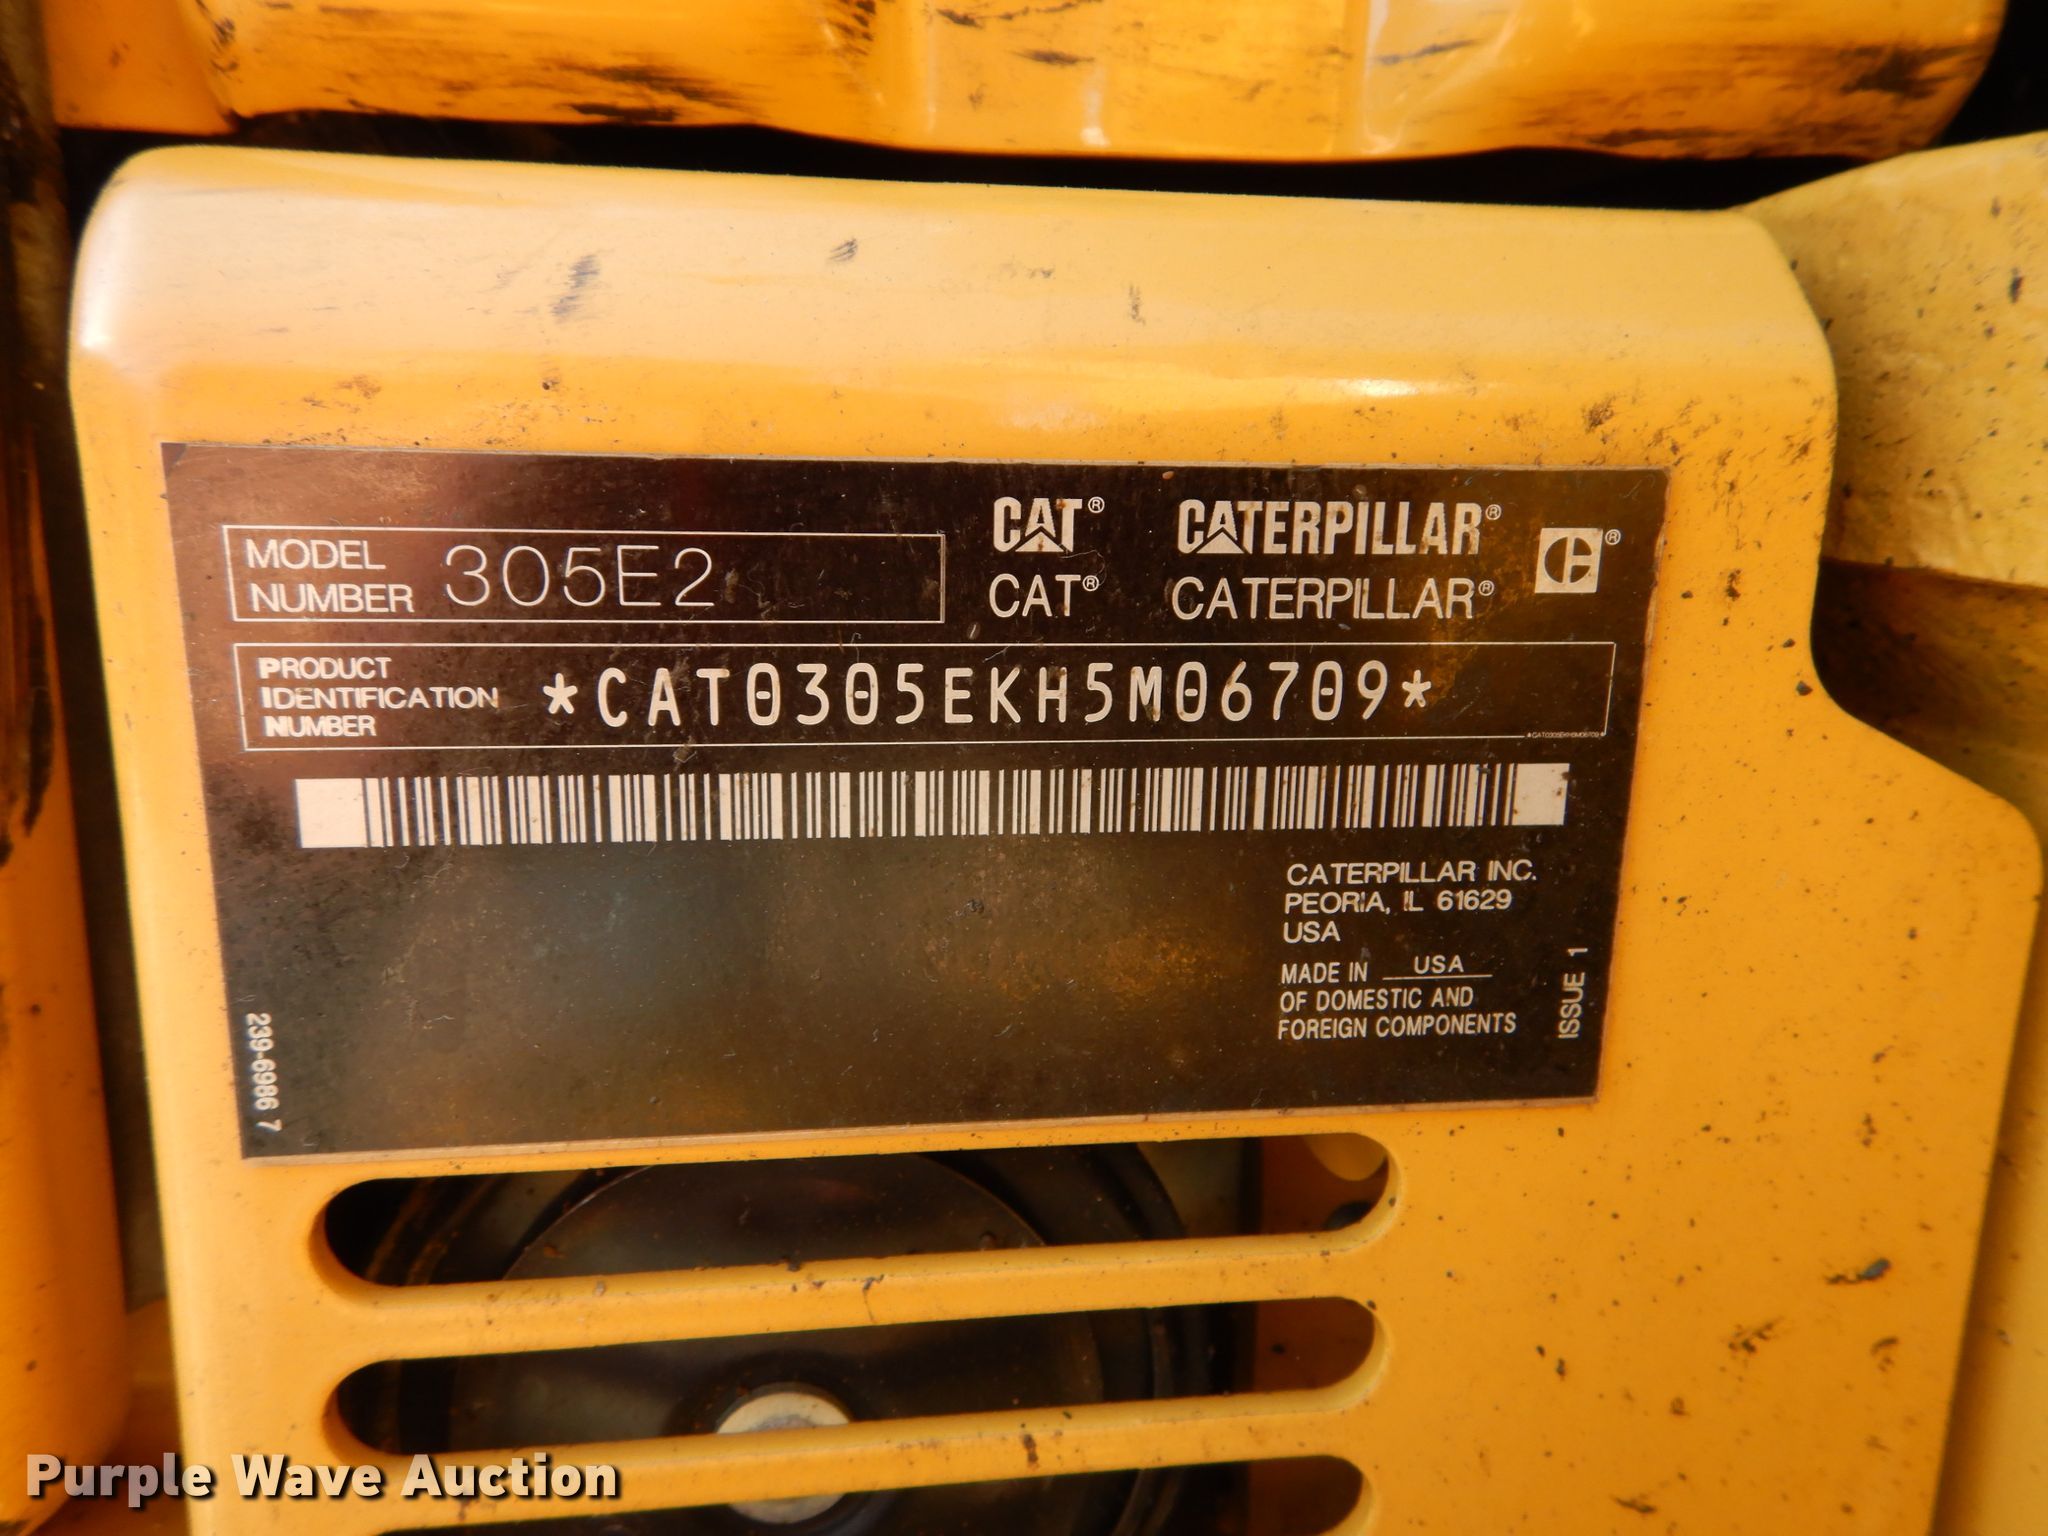 MODEL NUMBER 305E2
CAT® CATERPILLAR® ®
CAT® CATERPILLAR®
PRODUCT IDENTIFICATION NUMBER *CAT0305EKH5M06709*
*CAT0305EKH5M06709*
CATERPILLAR INC.
PEORIA, IL 61629
USA
MADE IN USA
OF DOMESTIC AND
FOREIGN COMPONENTS
ISSUE 1
239-6986 7
Purple Wave Auction